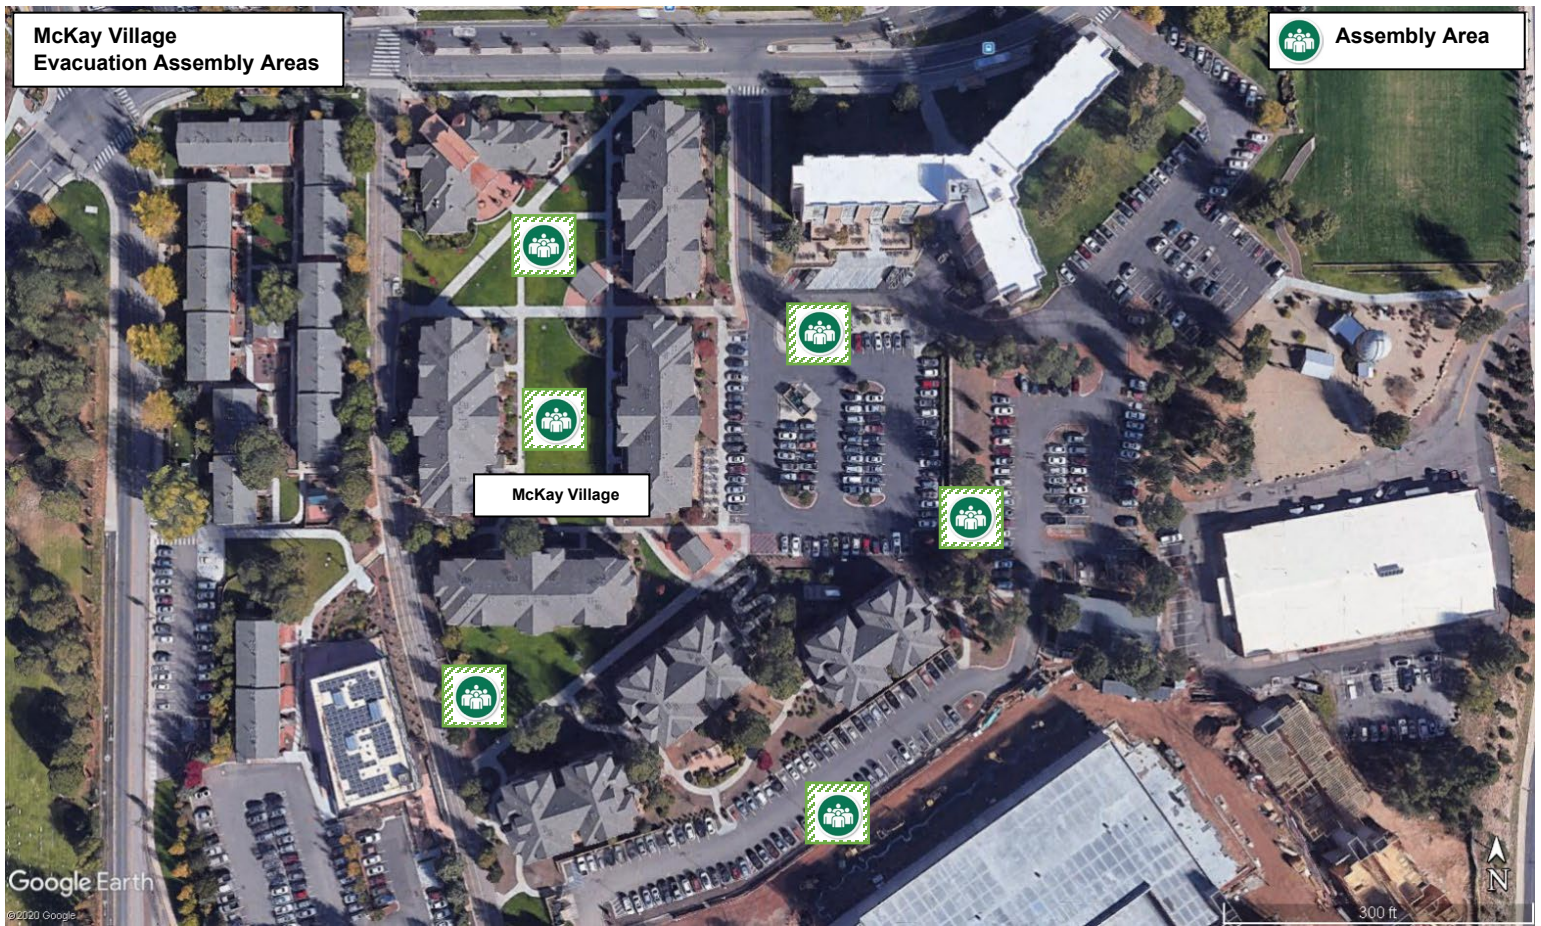 McKay Village
Evacuation Assembly Areas
Assembly Area
McKay Village
Google Earth
©2020 Google
300 ft
N